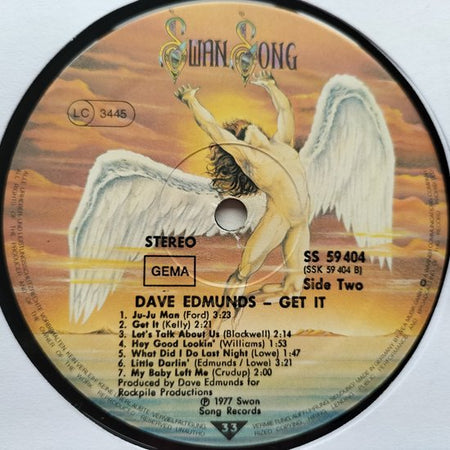 SWAN SONG
LC 3445
STEREO
GEMA
SS 59 404
(SSK 59 404 B)
Side Two
DAVE EDMUNDS – GET IT
1. Ju-Ju Man (Ford) 3:23
2. Get It (Kelly) 2:21
3. Let's Talk About Us (Blackwell) 2:14
4. Hey Good Lookin' (Williams) 1:53
5. What Did I Do Last Night (Lowe) 1:47
6. Little Darlin' (Edmunds / Lowe) 3:21
7. My Baby Left Me (Crudup) 2:00
Produced by Dave Edmunds for
Rockpile Productions
℗ 1977 Swan
Song Records
33